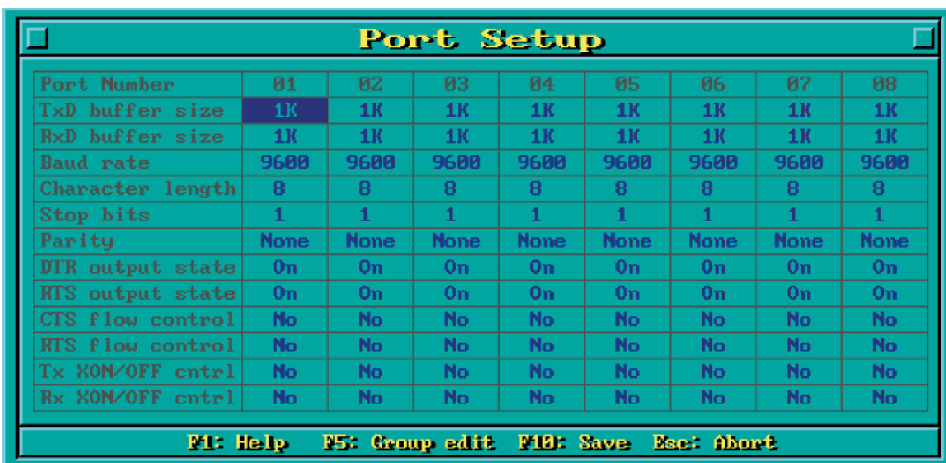 Port Setup
Port Number 01 02 03 04 05 06 07 08
TxD buffer size 1K 1K 1K 1K 1K 1K 1K 1K
RxD buffer size 1K 1K 1K 1K 1K 1K 1K 1K
Baud rate 9600 9600 9600 9600 9600 9600 9600 9600
Character length 8 8 8 8 8 8 8 8
Stop bits 1 1 1 1 1 1 1 1
Parity None None None None None None None None
DTR output state On On On On On On On On
RTS output state On On On On On On On On
CTS flow control No No No No No No No No
RTS flow control No No No No No No No No
Tx XON/OFF cntrl No No No No No No No No
Rx XON/OFF cntrl No No No No No No No No
F1: Help F5: Group edit F10: Save Esc: Abort